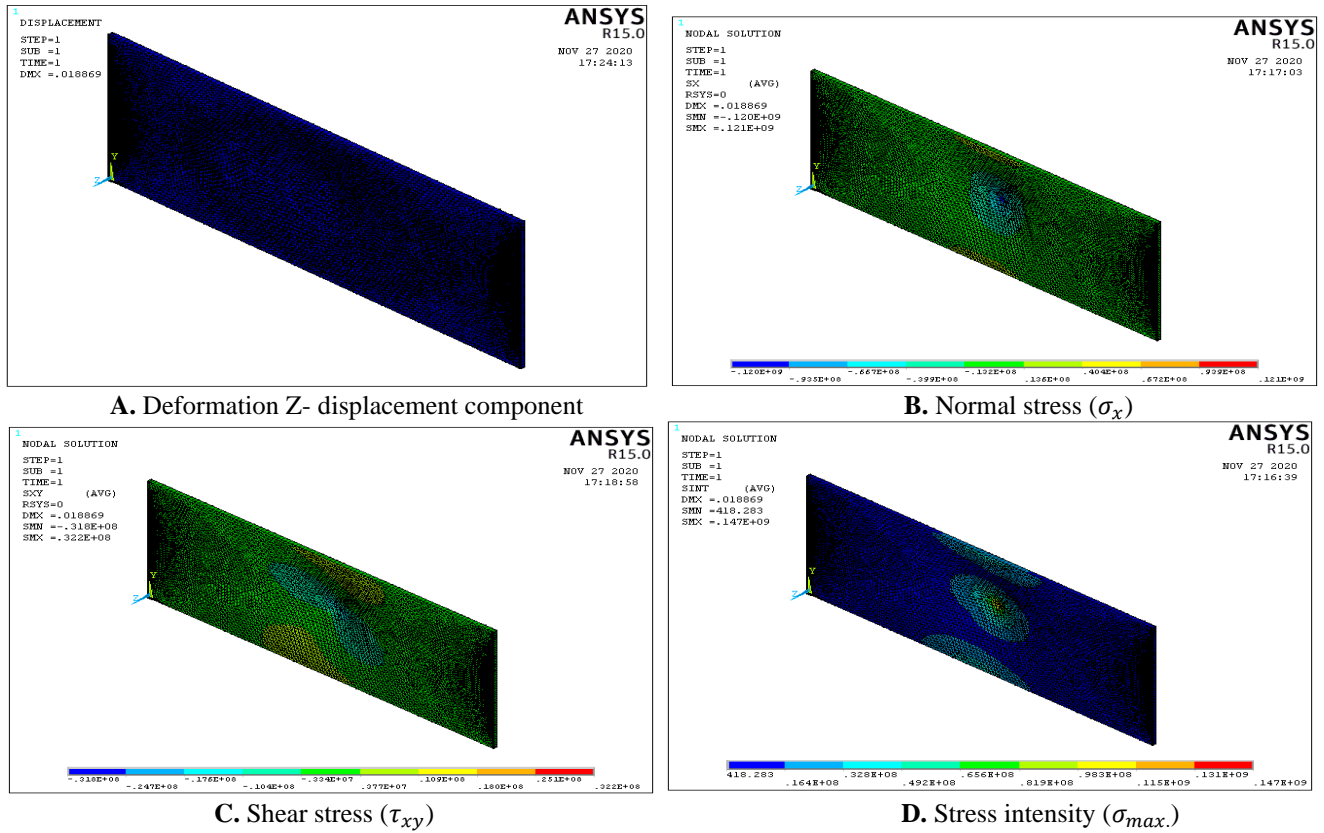 1
DISPLACEMENT
STEP=1
SUB =1
TIME=1
DMX =.018869
ANSYS
R15.0
NOV 27 2020
17:24:13
Y
Z
A. Deformation Z- displacement component
1
NODAL SOLUTION
STEP=1
SUB =1
TIME=1
SX (AVG)
RSYS=0
DMX =.018869
SMN =-.120E+09
SMX =.121E+09
ANSYS
R15.0
NOV 27 2020
17:17:03
Y
Z
-.120E+09 -.667E+08 -.132E+08 .404E+08 .939E+08
-.935E+08 -.399E+08 .136E+08 .672E+08 .121E+09
B. Normal stress (σx)
1
NODAL SOLUTION
STEP=1
SUB =1
TIME=1
SXY (AVG)
RSYS=0
DMX =.018869
SMN =-.318E+08
SMX =.322E+08
ANSYS
R15.0
NOV 27 2020
17:18:58
Y
Z
-.318E+08 -.176E+08 -.334E+07 .109E+08 .251E+08
-.247E+08 -.104E+08 .377E+07 .180E+08 .322E+08
C. Shear stress (τxy)
1
NODAL SOLUTION
STEP=1
SUB =1
TIME=1
SINT (AVG)
DMX =.018869
SMN =418.283
SMX =.147E+09
ANSYS
R15.0
NOV 27 2020
17:16:39
Y
Z
418.283 .328E+08 .656E+08 .983E+08 .131E+09
.164E+08 .492E+08 .819E+08 .115E+09 .147E+09
D. Stress intensity (σmax.)